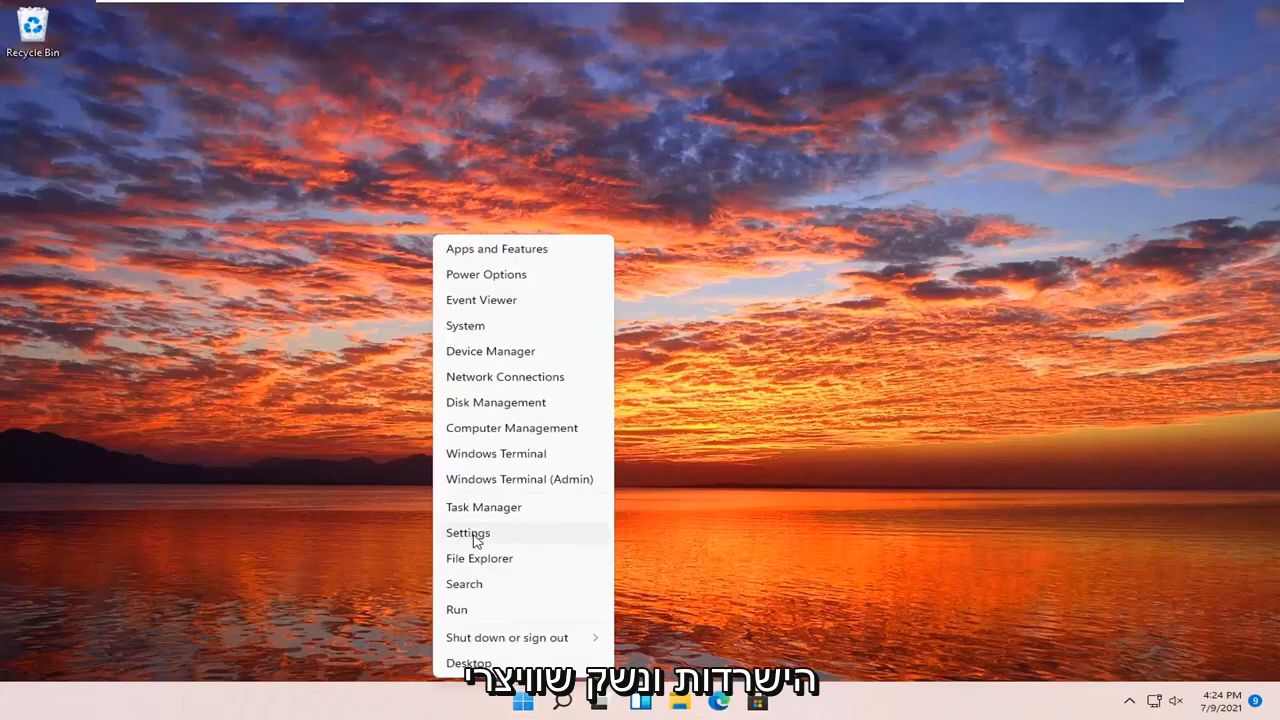 Recycle Bin
Apps and Features
Power Options
Event Viewer
System
Device Manager
Network Connections
Disk Management
Computer Management
Windows Terminal
Windows Terminal (Admin)
Task Manager
Settings
File Explorer
Search
Run
Shut down or sign out
Desktop
הישרדות ונשק שוויצרי
4:24 PM
7/9/2021
9